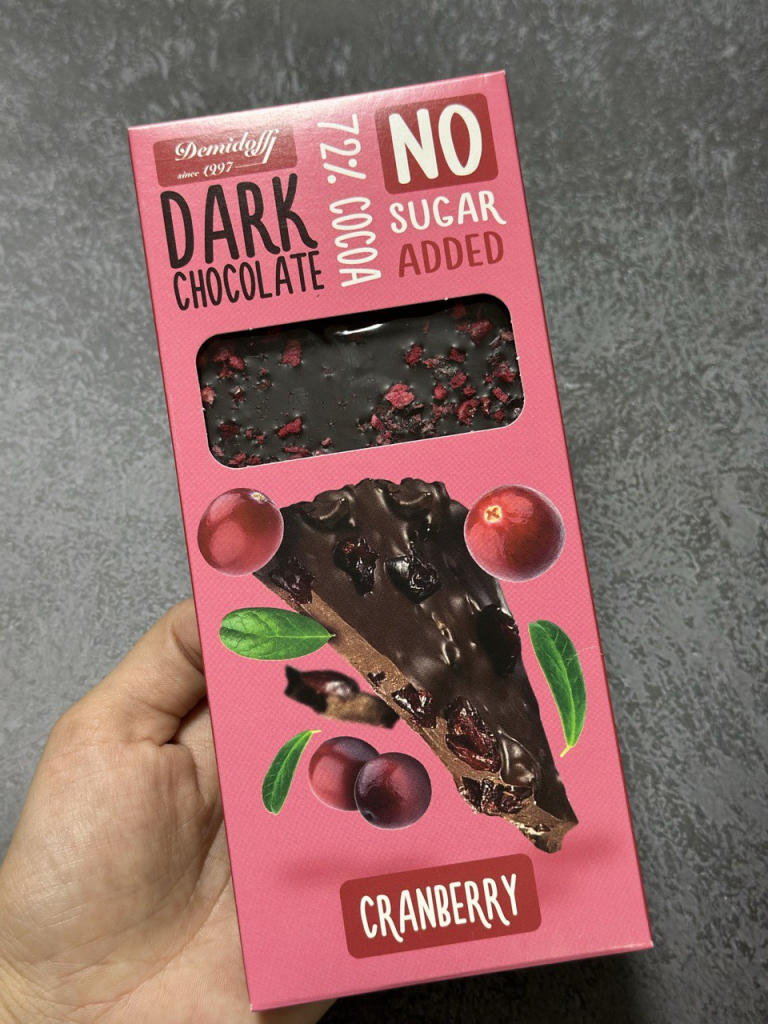 Demidoff
since 1997
DARK
CHOCOLATE
72% COCOA
NO
SUGAR
ADDED
CRANBERRY